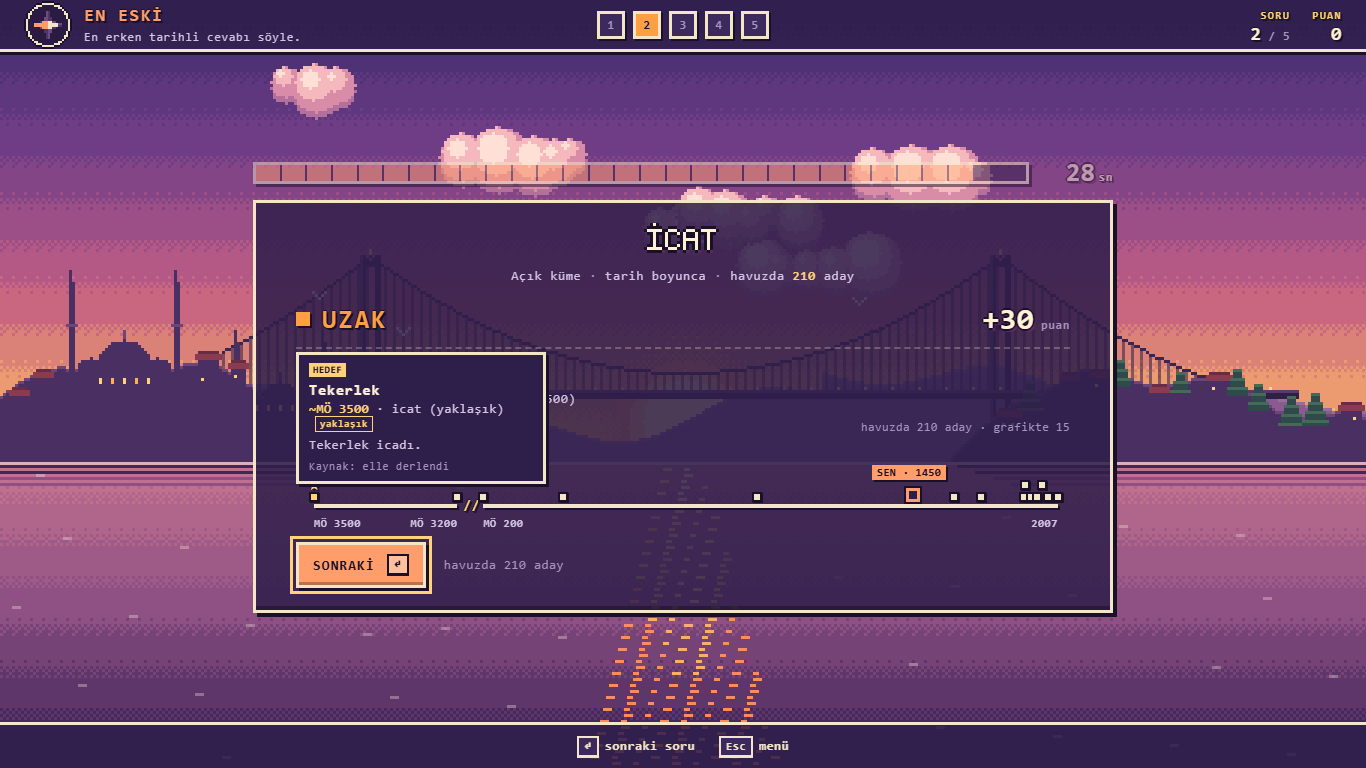 EN ESKİ
En erken tarihli cevabı söyle.
1 2 3 4 5
SORU PUAN
2 / 5 0
28 sn
İCAT
Açık küme · tarih boyunca · havuzda 210 aday
UZAK
+30 puan
HEDEF
Tekerlek
~MÖ 3500 · icat (yaklaşık)
yaklaşık
Tekerlek icadı.
Kaynak: elle derlendi
500)
havuzda 210 aday · grafikte 15
SEN · 1450
//
MÖ 3500 MÖ 3200 MÖ 200 2007
SONRAKİ ↲
havuzda 210 aday
↲ sonraki soru Esc menü